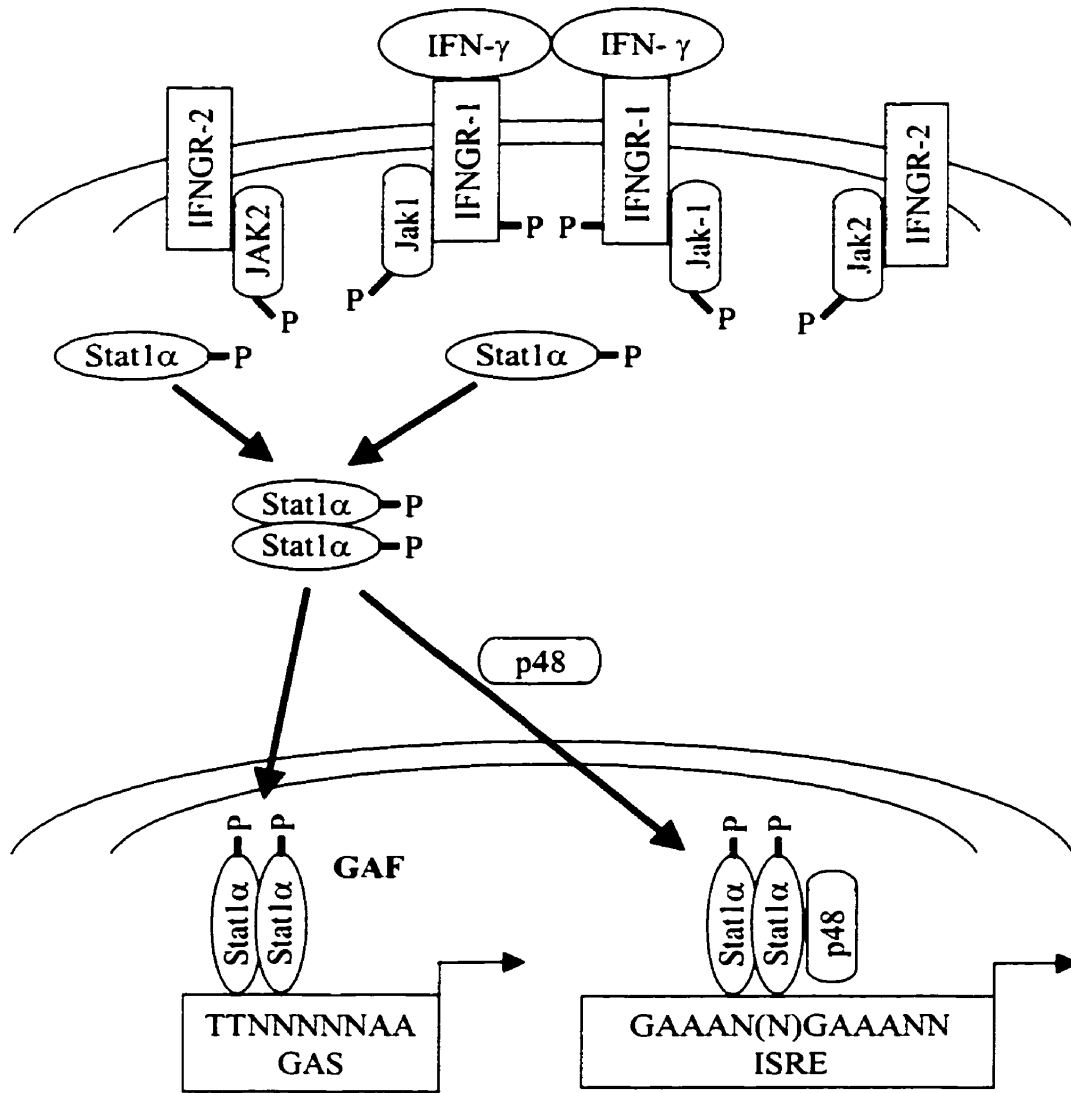 IFN-γ
IFN- γ
IFNGR-2
IFNGR-1
IFNGR-1
IFNGR-2
JAK2
Jak1
Jak-1
Jak2
P
P
P
P
P
P
Stat1α
P
Stat1α
P
Stat1α
P
Stat1α
P
p48
P
P
GAF
Stat1α
Stat1α
P
P
Stat1α
Stat1α
p48
TTNNNNNAA
GAS
GAAAN(N)GAAANN
ISRE